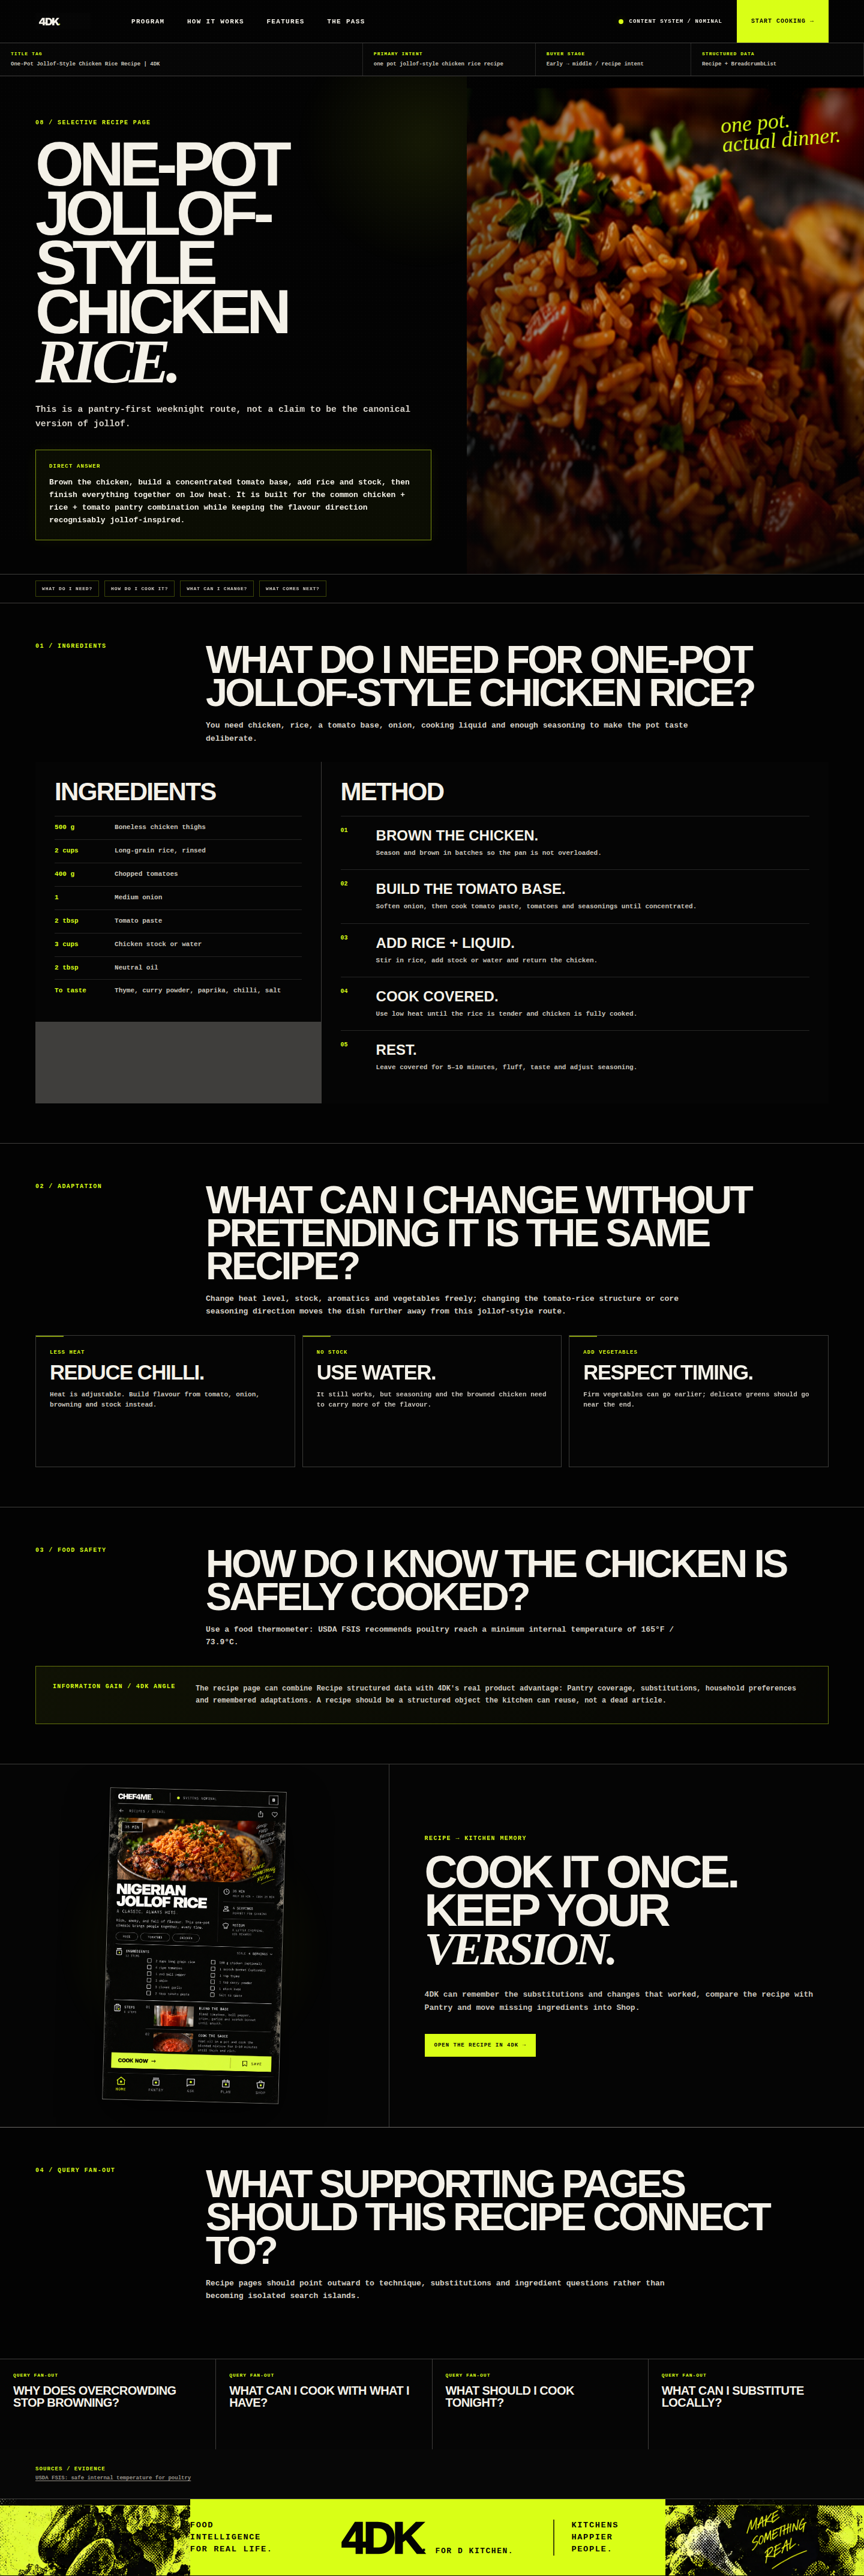 4DK.
PROGRAM HOW IT WORKS FEATURES THE PASS
CONTENT SYSTEM / NOMINAL
START COOKING →
TITLE TAG
One-Pot Jollof-Style Chicken Rice Recipe | 4DK
PRIMARY INTENT
one pot jollof-style chicken rice recipe
BUYER STAGE
Early → middle / recipe intent
STRUCTURED DATA
Recipe + BreadcrumbList
08 / SELECTIVE RECIPE PAGE
ONE-POT
JOLLOF-
STYLE
CHICKEN
RICE.
one pot.
actual dinner.
This is a pantry-first weeknight route, not a claim to be the canonical
version of jollof.
DIRECT ANSWER
Brown the chicken, build a concentrated tomato base, add rice and stock, then
finish everything together on low heat. It is built for the common chicken +
rice + tomato pantry combination while keeping the flavour direction
recognisably jollof-inspired.
WHAT DO I NEED? HOW DO I COOK IT? WHAT CAN I CHANGE? WHAT COMES NEXT?
01 / INGREDIENTS
WHAT DO I NEED FOR ONE-POT
JOLLOF-STYLE CHICKEN RICE?
You need chicken, rice, a tomato base, onion, cooking liquid and enough seasoning to make the pot taste
deliberate.
INGREDIENTS
500 g Boneless chicken thighs
2 cups Long-grain rice, rinsed
400 g Chopped tomatoes
1 Medium onion
2 tbsp Tomato paste
3 cups Chicken stock or water
2 tbsp Neutral oil
To taste Thyme, curry powder, paprika, chilli, salt
METHOD
01 BROWN THE CHICKEN.
Season and brown in batches so the pan is not overloaded.
02 BUILD THE TOMATO BASE.
Soften onion, then cook tomato paste, tomatoes and seasonings until concentrated.
03 ADD RICE + LIQUID.
Stir in rice, add stock or water and return the chicken.
04 COOK COVERED.
Use low heat until the rice is tender and chicken is fully cooked.
05 REST.
Leave covered for 5–10 minutes, fluff, taste and adjust seasoning.
02 / ADAPTATION
WHAT CAN I CHANGE WITHOUT
PRETENDING IT IS THE SAME
RECIPE?
Change heat level, stock, aromatics and vegetables freely; changing the tomato-rice structure or core
seasoning direction moves the dish further away from this jollof-style route.
LESS HEAT
REDUCE CHILLI.
Heat is adjustable. Build flavour from tomato, onion,
browning and stock instead.
NO STOCK
USE WATER.
It still works, but seasoning and the browned chicken need
to carry more of the flavour.
ADD VEGETABLES
RESPECT TIMING.
Firm vegetables can go earlier; delicate greens should go
near the end.
03 / FOOD SAFETY
HOW DO I KNOW THE CHICKEN IS
SAFELY COOKED?
Use a food thermometer: USDA FSIS recommends poultry reach a minimum internal temperature of 165°F /
73.9°C.
INFORMATION GAIN / 4DK ANGLE
The recipe page can combine Recipe structured data with 4DK's real product advantage: Pantry coverage, substitutions, household preferences
and remembered adaptations. A recipe should be a structured object the kitchen can reuse, not a dead article.
CHEF4ME.
NIGERIAN
JOLLOF RICE
A CLASSIC. ALWAYS HITS.
INGREDIENTS
STEPS
BLEND THE BASE
COOK THE SAUCE
COOK NOW →
SAVE
HOME PANTRY ASK PLAN SHOP
RECIPE → KITCHEN MEMORY
COOK IT ONCE.
KEEP YOUR
VERSION.
4DK can remember the substitutions and changes that worked, compare the recipe with
Pantry and move missing ingredients into Shop.
OPEN THE RECIPE IN 4DK →
04 / QUERY FAN-OUT
WHAT SUPPORTING PAGES
SHOULD THIS RECIPE CONNECT
TO?
Recipe pages should point outward to technique, substitutions and ingredient questions rather than
becoming isolated search islands.
QUERY FAN-OUT
WHY DOES OVERCROWDING
STOP BROWNING?
QUERY FAN-OUT
WHAT CAN I COOK WITH WHAT I
HAVE?
QUERY FAN-OUT
WHAT SHOULD I COOK
TONIGHT?
QUERY FAN-OUT
WHAT CAN I SUBSTITUTE
LOCALLY?
SOURCES / EVIDENCE
USDA FSIS: safe internal temperature for poultry
FOOD
INTELLIGENCE
FOR REAL LIFE.
4DK.
FOR D KITCHEN.
KITCHENS
HAPPIER
PEOPLE.
MAKE
SOMETHING
REAL.